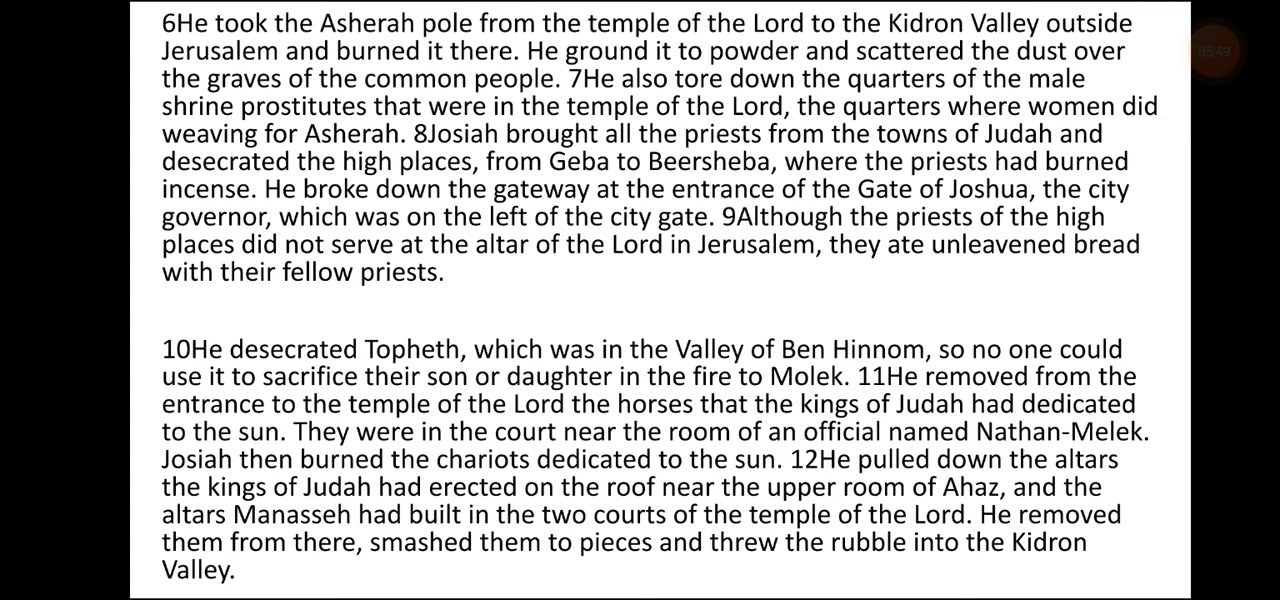 6He took the Asherah pole from the temple of the Lord to the Kidron Valley outside
Jerusalem and burned it there. He ground it to powder and scattered the dust over
the graves of the common people. 7He also tore down the quarters of the male
shrine prostitutes that were in the temple of the Lord, the quarters where women did
weaving for Asherah. 8Josiah brought all the priests from the towns of Judah and
desecrated the high places, from Geba to Beersheba, where the priests had burned
incense. He broke down the gateway at the entrance of the Gate of Joshua, the city
governor, which was on the left of the city gate. 9Although the priests of the high
places did not serve at the altar of the Lord in Jerusalem, they ate unleavened bread
with their fellow priests.
10He desecrated Topheth, which was in the Valley of Ben Hinnom, so no one could
use it to sacrifice their son or daughter in the fire to Molek. 11He removed from the
entrance to the temple of the Lord the horses that the kings of Judah had dedicated
to the sun. They were in the court near the room of an official named Nathan-Melek.
Josiah then burned the chariots dedicated to the sun. 12He pulled down the altars
the kings of Judah had erected on the roof near the upper room of Ahaz, and the
altars Manasseh had built in the two courts of the temple of the Lord. He removed
them from there, smashed them to pieces and threw the rubble into the Kidron
Valley.
05:49